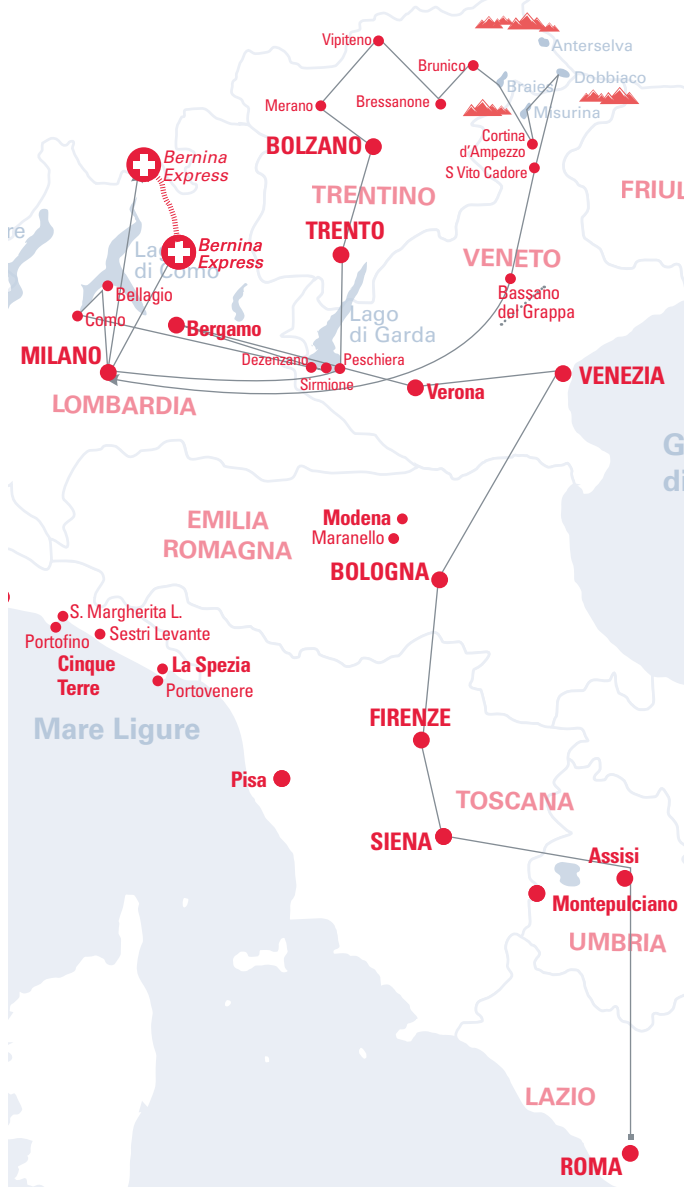 Vipiteno
Anterselva
Brunico
Dobbiaco
Braies
Merano
Bressanone
Misurina
BOLZANO
Cortina
d'Ampezzo
Bernina
Express
S Vito Cadore
TRENTINO
FRIUL
TRENTO
re
Bernina
Express
Lago
di Como
VENETO
Bellagio
Bassano
del Grappa
Como
Bergamo
Lago
di Garda
MILANO
Dezenzano
Peschiera
Sirmione
VENEZIA
Verona
LOMBARDIA
G
di
EMILIA
ROMAGNA
Modena
Maranello
BOLOGNA
S. Margherita L.
Portofino
Sestri Levante
Cinque
Terre
La Spezia
Portovenere
Mare Ligure
FIRENZE
Pisa
TOSCANA
SIENA
Assisi
Montepulciano
UMBRIA
LAZIO
ROMA